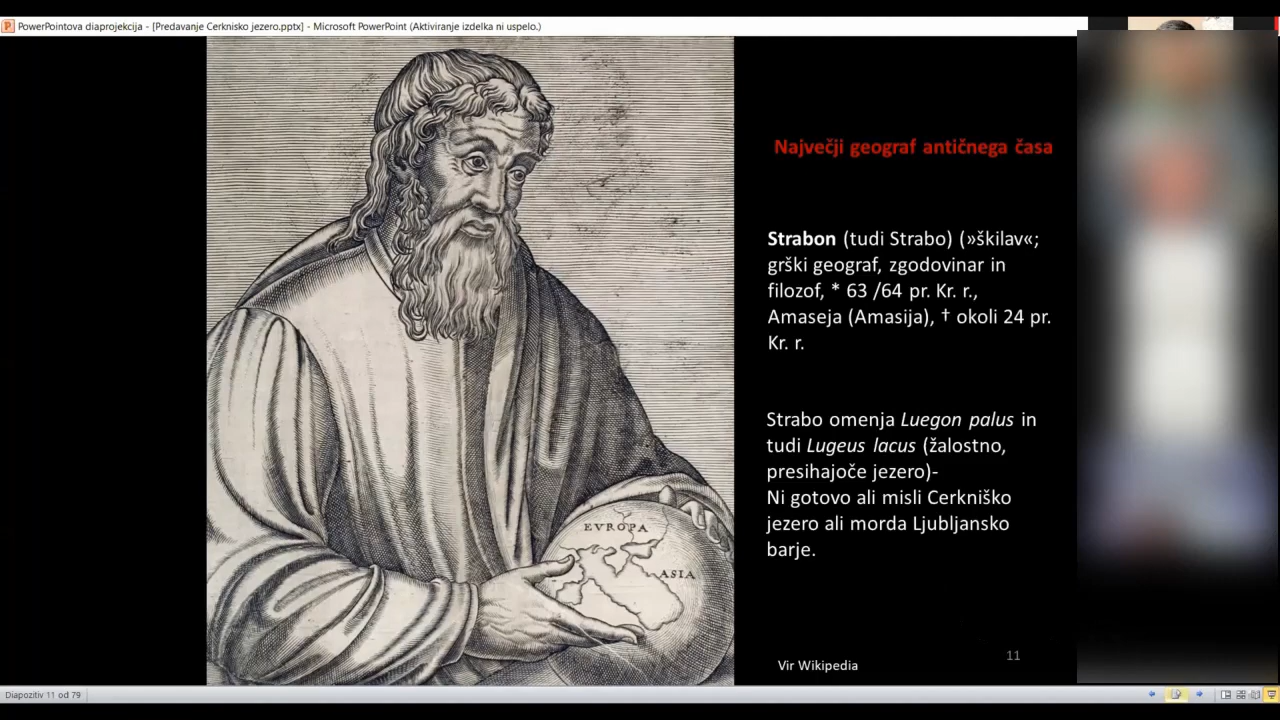 PowerPointova diaprojekcija - [Predavanje Cerknisko jezero.pptx] - Microsoft PowerPoint (Aktiviranje izdelka ni uspelo.)
Največji geograf antičnega časa
Strabon (tudi Strabo) (»škilav«;
grški geograf, zgodovinar in
filozof, * 63 /64 pr. Kr. r.,
Amaseja (Amasija), † okoli 24 pr.
Kr. r.
Strabo omenja Luegon palus in
tudi Lugeus lacus (žalostno,
presihajoče jezero)-
Ni gotovo ali misli Cerkniško
jezero ali morda Ljubljansko
barje.
EVROPA
ASIA
Vir Wikipedia
11
Diapozitiv 11 od 79